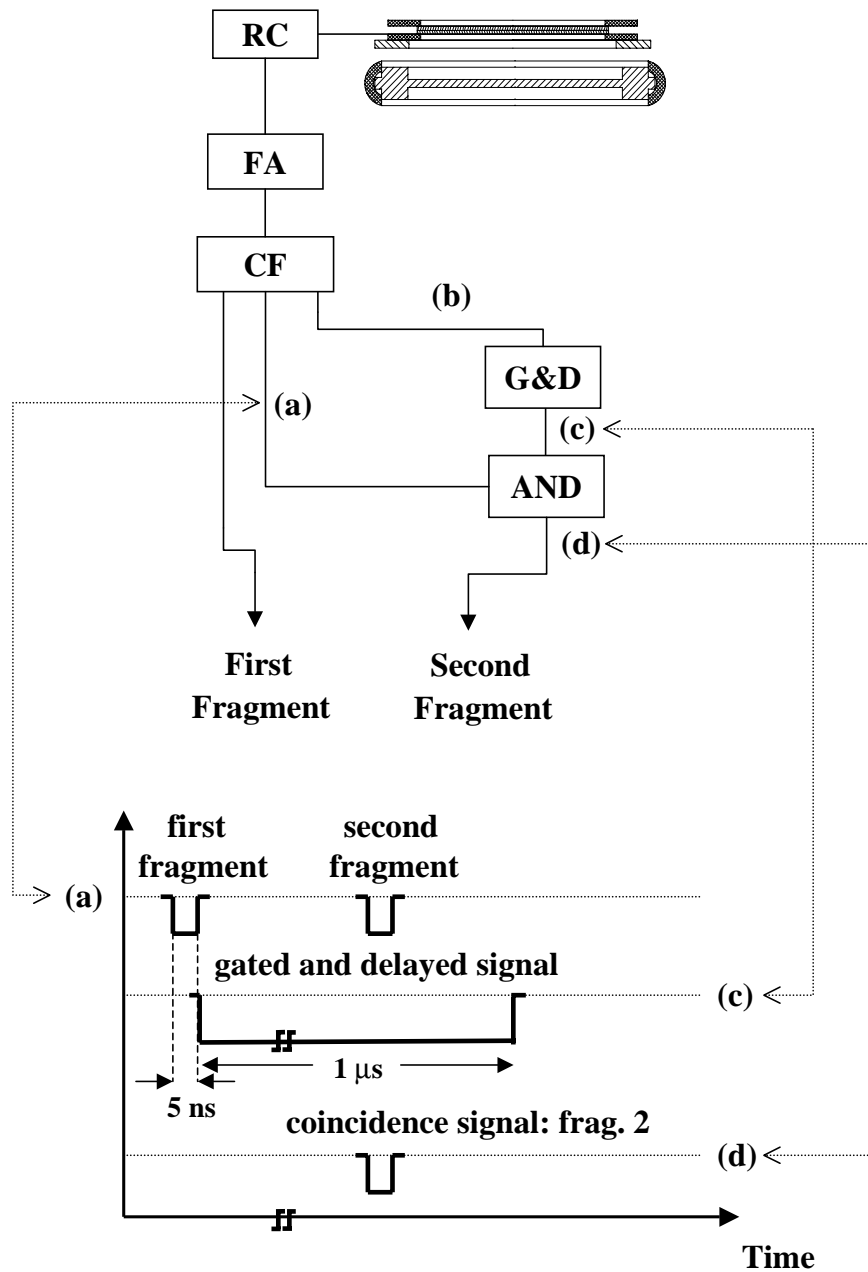 RC
FA
CF
(b)
G&D
(a)
(c)
AND
(d)
First
Fragment
Second
Fragment
first
fragment
second
fragment
(a)
gated and delayed signal
(c)
1 μs
5 ns
coincidence signal: frag. 2
(d)
Time